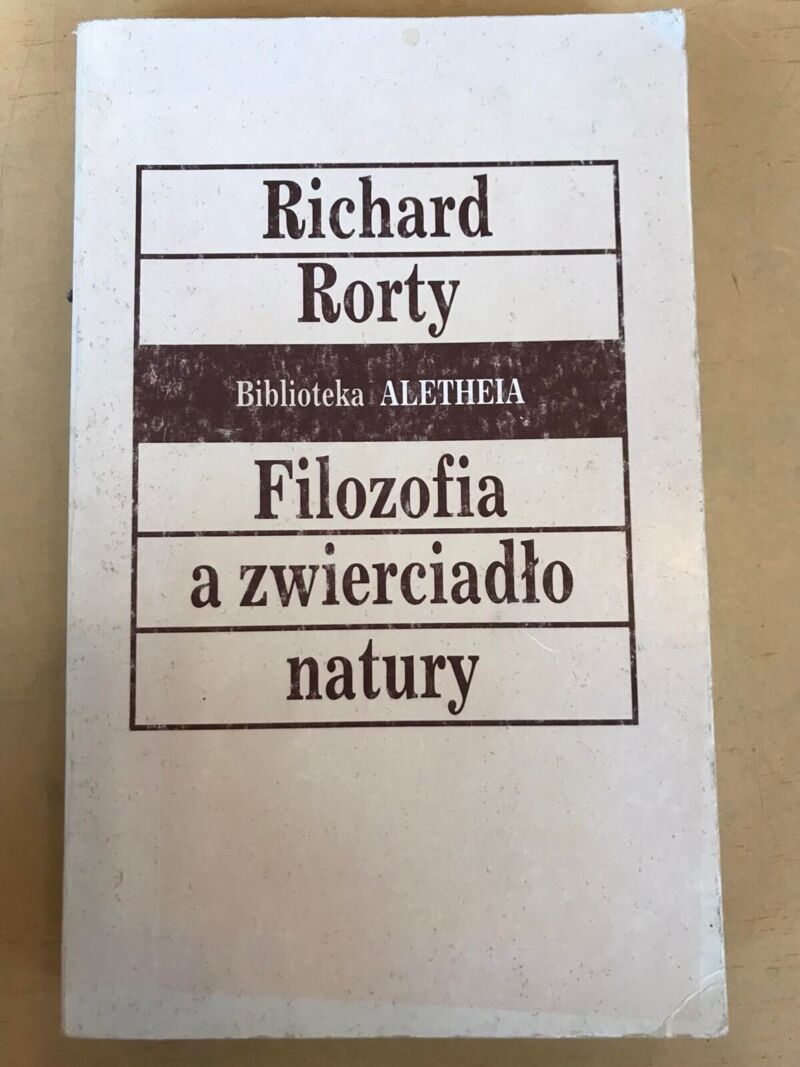 Richard
Rorty
Biblioteka ALETHEIA
Filozofia
a zwierciadło
natury